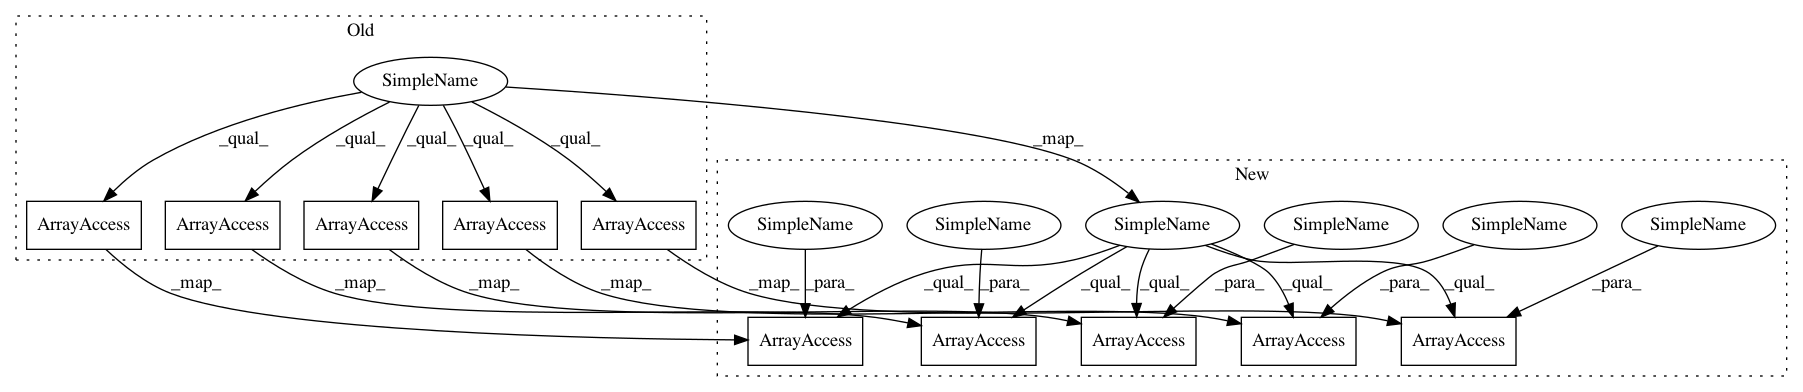 Old
SimpleName
_qual_ _qual_ _qual_ _qual_ _qual_ _map_
New
ArrayAccess ArrayAccess ArrayAccess ArrayAccess ArrayAccess SimpleName SimpleName SimpleName SimpleName SimpleName SimpleName
_map_ _map_ _map_ _map_ _map_ _para_ _qual_ _para_ _qual_ _qual_ _para_ _qual_ _para_ _qual_ _para_
ArrayAccess ArrayAccess ArrayAccess ArrayAccess ArrayAccess